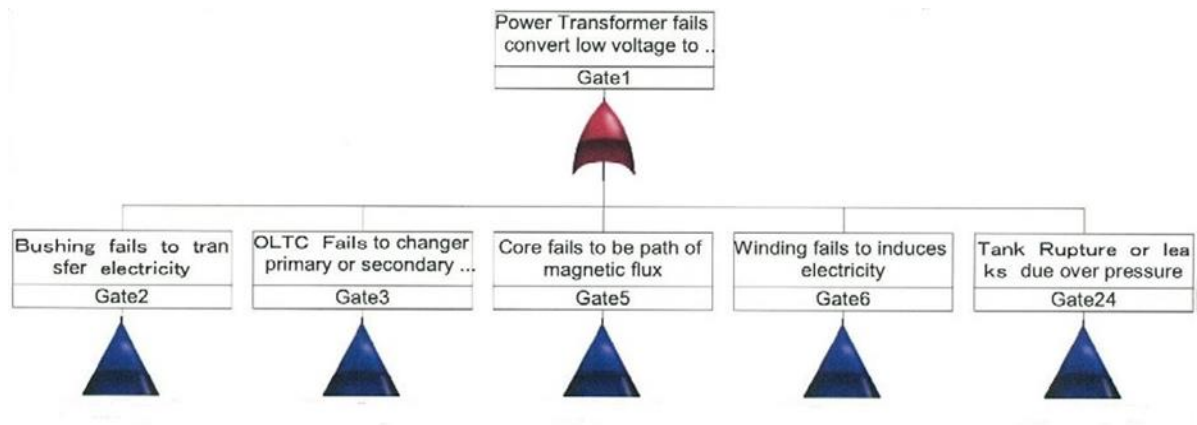 Power Transformer fails
convert low voltage to ..
Gate1
Bushing fails to tran
sfer electricity
Gate2
OLTC Fails to changer
primary or secondary ...
Gate3
Core fails to be path of
magnetic flux
Gate5
Winding fails to induces
electricity
Gate6
Tank Rupture or lea
ks due over pressure
Gate24